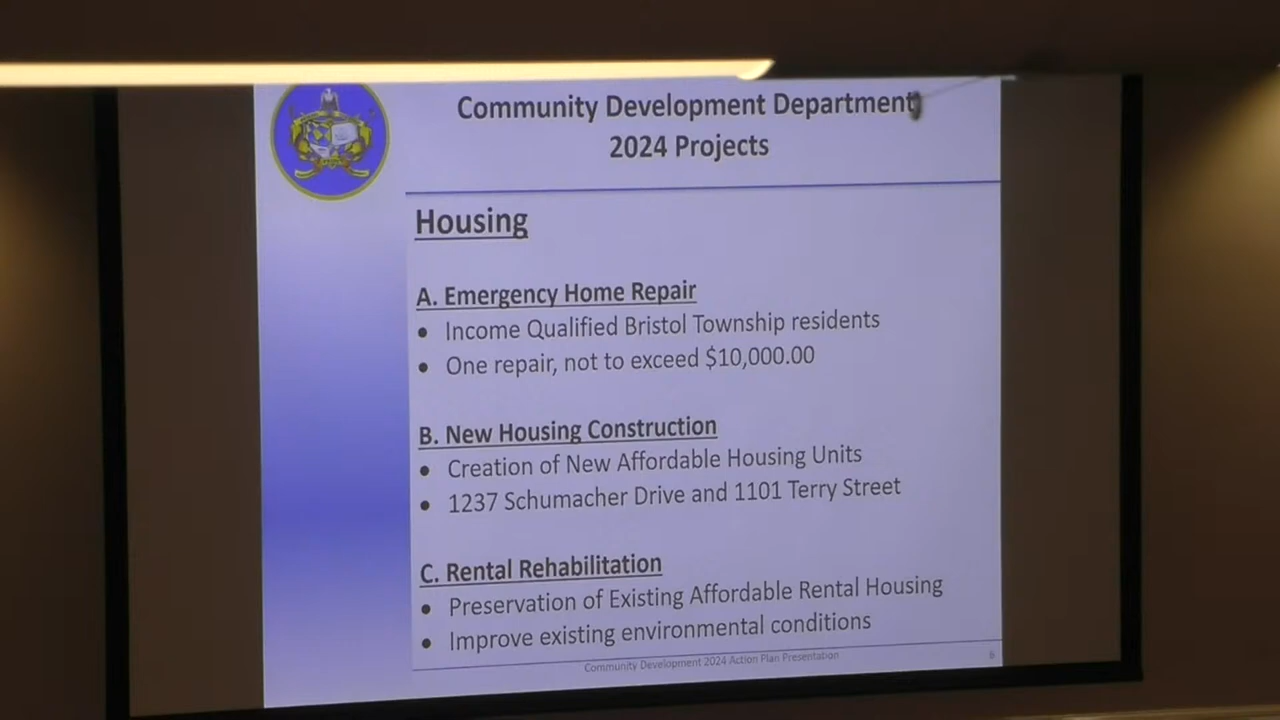 Community Development Department
2024 Projects
Housing
A. Emergency Home Repair
• Income Qualified Bristol Township residents
• One repair, not to exceed $10,000.00
B. New Housing Construction
• Creation of New Affordable Housing Units
• 1237 Schumacher Drive and 1101 Terry Street
C. Rental Rehabilitation
• Preservation of Existing Affordable Rental Housing
• Improve existing environmental conditions
Community Development 2024 Action Plan Presentation